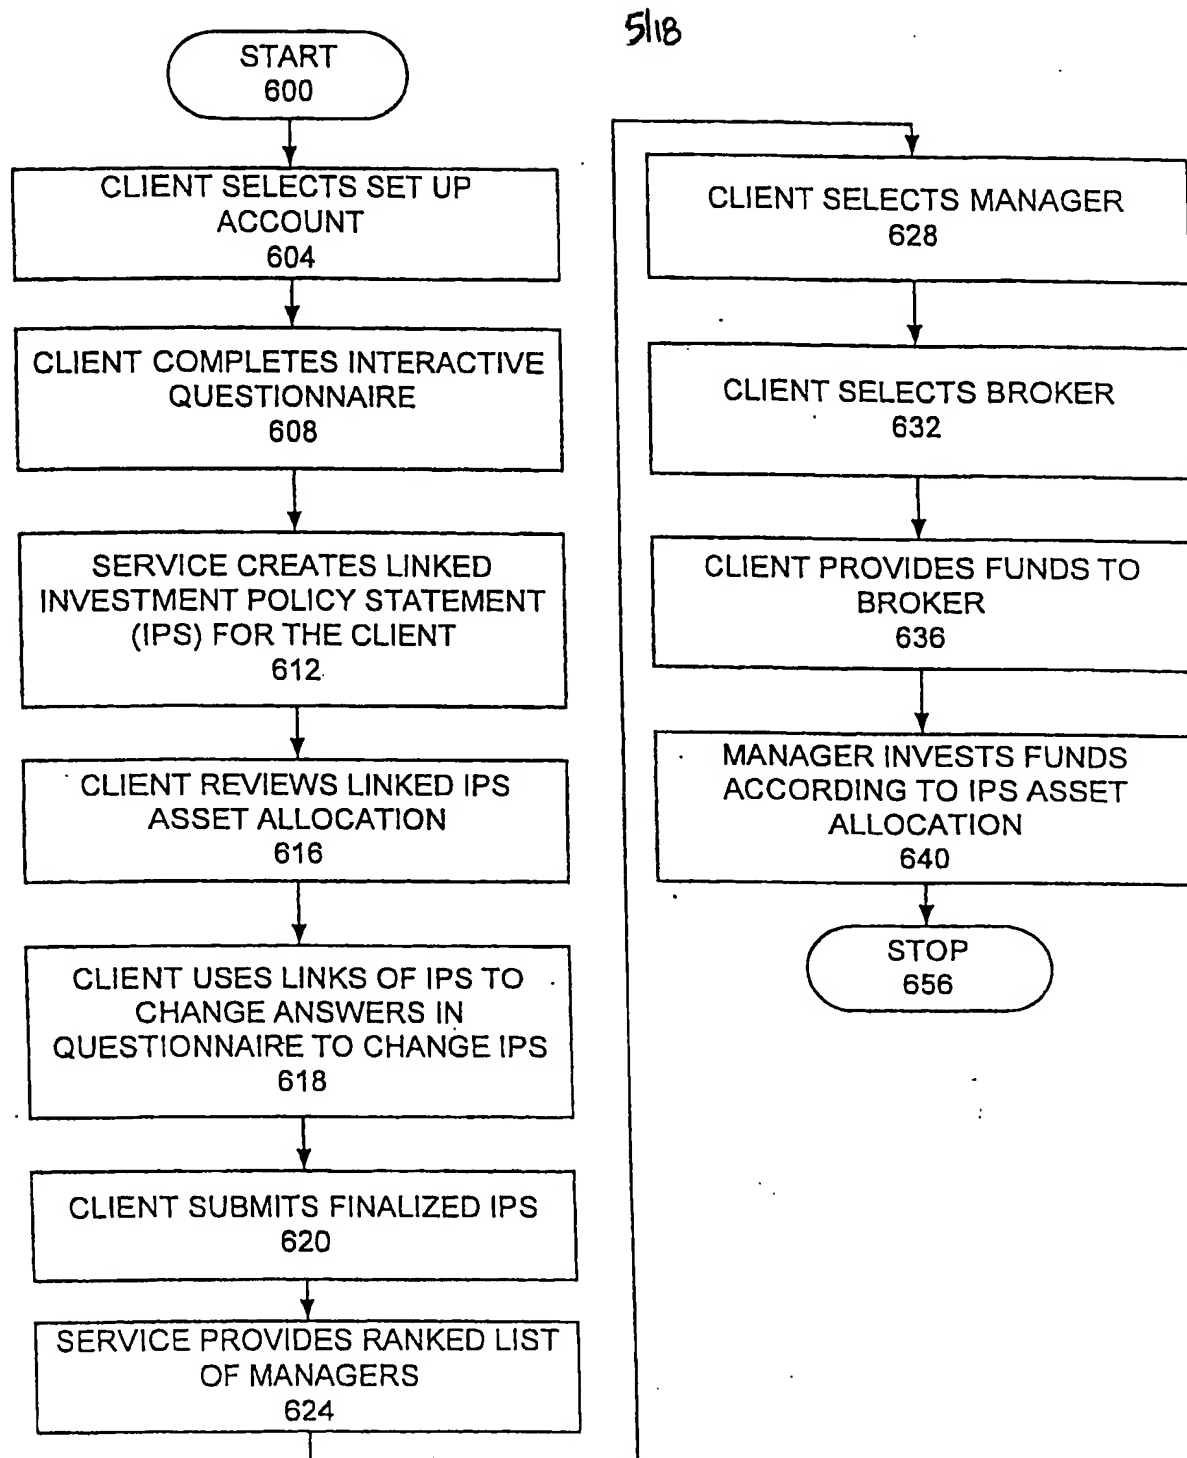 5/18
START
600
CLIENT SELECTS SET UP
ACCOUNT
604
CLIENT COMPLETES INTERACTIVE
QUESTIONNAIRE
608
SERVICE CREATES LINKED
INVESTMENT POLICY STATEMENT
(IPS) FOR THE CLIENT
612
CLIENT REVIEWS LINKED IPS
ASSET ALLOCATION
616
CLIENT USES LINKS OF IPS TO
CHANGE ANSWERS IN
QUESTIONNAIRE TO CHANGE IPS
618
CLIENT SUBMITS FINALIZED IPS
620
SERVICE PROVIDES RANKED LIST
OF MANAGERS
624
CLIENT SELECTS MANAGER
628
CLIENT SELECTS BROKER
632
CLIENT PROVIDES FUNDS TO
BROKER
636
MANAGER INVESTS FUNDS
ACCORDING TO IPS ASSET
ALLOCATION
640
STOP
656